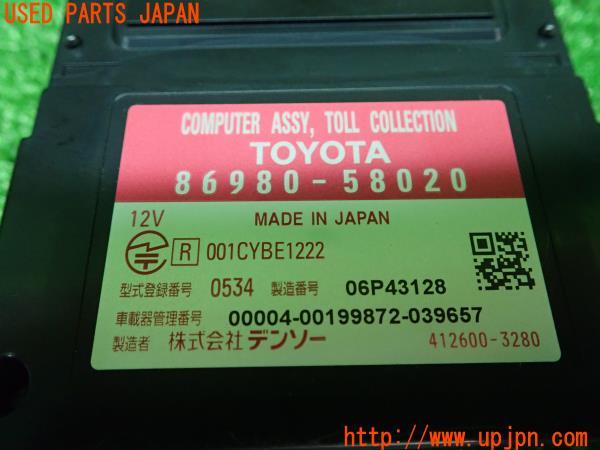 USED PARTS JAPAN
COMPUTER ASSY, TOLL COLLECTION
TOYOTA
86980-58020
12V MADE IN JAPAN
R 001CYBE1222
型式登録番号 0534 製造番号 06P43128
車載器管理番号 00004-00199872-039657
製造者 株式会社デンソー 412600-3280
UPJ http://www.upjpn.com